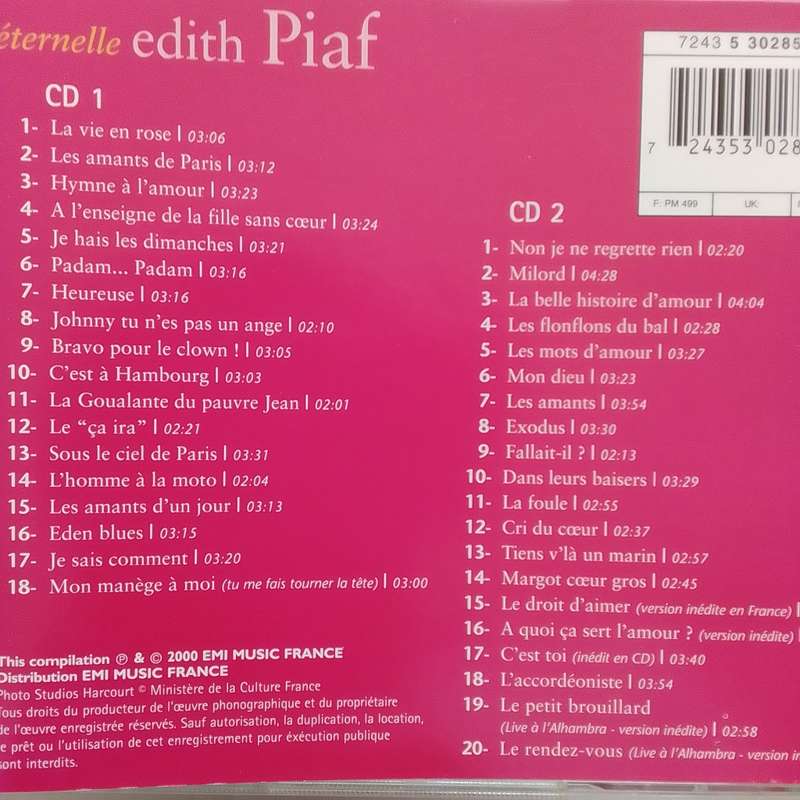 éternelle edith Piaf
7243 5 30285
7 24353 028
F: PM 499 UK:
CD 1
1- La vie en rose | 03:06
2- Les amants de Paris | 03:12
3- Hymne à l'amour | 03:23
4- A l'enseigne de la fille sans cœur | 03:24
5- Je hais les dimanches | 03:21
6- Padam... Padam | 03:16
7- Heureuse | 03:16
8- Johnny tu n'es pas un ange | 02:10
9- Bravo pour le clown ! | 03:05
10- C'est à Hambourg | 03:03
11- La Goualante du pauvre Jean | 02:01
12- Le “ça ira” | 02:21
13- Sous le ciel de Paris | 03:31
14- L'homme à la moto | 02:04
15- Les amants d'un jour | 03:13
16- Eden blues | 03:15
17- Je sais comment | 03:20
18- Mon manège à moi (tu me fais tourner la tête) | 03:00
CD 2
1- Non je ne regrette rien | 02:20
2- Milord | 04:28
3- La belle histoire d'amour | 04:04
4- Les flonflons du bal | 02:28
5- Les mots d'amour | 03:27
6- Mon dieu | 03:23
7- Les amants | 03:54
8- Exodus | 03:30
9- Fallait-il ? | 02:13
10- Dans leurs baisers | 03:29
11- La foule | 02:55
12- Cri du cœur | 02:37
13- Tiens v'là un marin | 02:57
14- Margot cœur gros | 02:45
15- Le droit d'aimer (version inédite en France) |
16- A quoi ça sert l'amour ? (version inédite) |
17- C'est toi (inédit en CD) | 03:40
18- L'accordéoniste | 03:54
19- Le petit brouillard
(Live à l'Alhambra - version inédite) | 02:58
20- Le rendez-vous (Live à l'Alhambra - version
This compilation ℗ & © 2000 EMI MUSIC FRANCE
Distribution EMI MUSIC FRANCE
Photo Studios Harcourt © Ministère de la Culture France
Tous droits du producteur de l'œuvre phonographique et du propriétaire
de l'œuvre enregistrée réservés. Sauf autorisation, la duplication, la location,
le prêt ou l'utilisation de cet enregistrement pour éxécution publique
sont interdits.